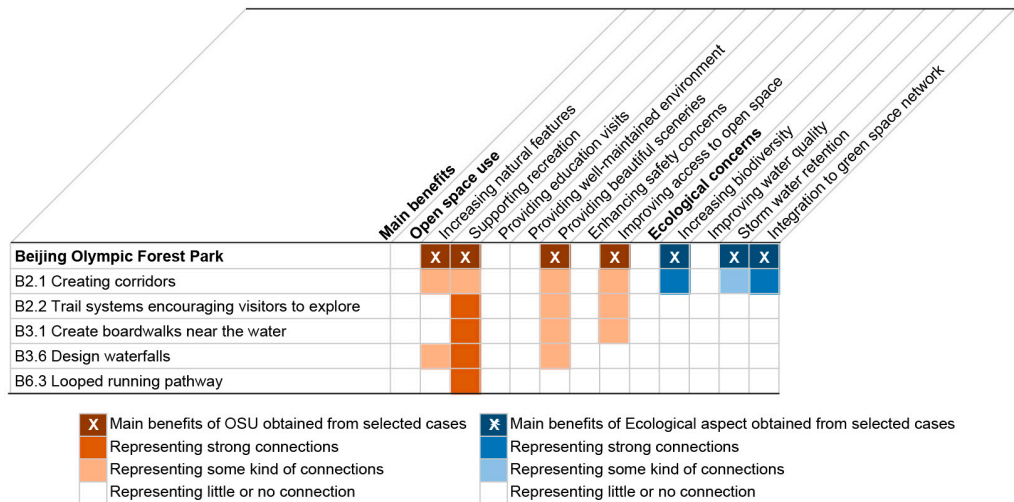 Main benefits
Open space use
Increasing natural features
Supporting recreation
Providing education visits
Providing well-maintained environment
Providing beautiful sceneries
Enhancing safety concerns
Improving access to open space
Ecological concerns
Increasing biodiversity
Improving water quality
Storm water retention
Integration to green space network
Beijing Olympic Forest Park X X X X X X X
B2.1 Creating corridors
B2.2 Trail systems encouraging visitors to explore
B3.1 Create boardwalks near the water
B3.6 Design waterfalls
B6.3 Looped running pathway
X Main benefits of OSU obtained from selected cases
Representing strong connections
Representing some kind of connections
Representing little or no connection
X Main benefits of Ecological aspect obtained from selected cases
Representing strong connections
Representing some kind of connections
Representing little or no connection